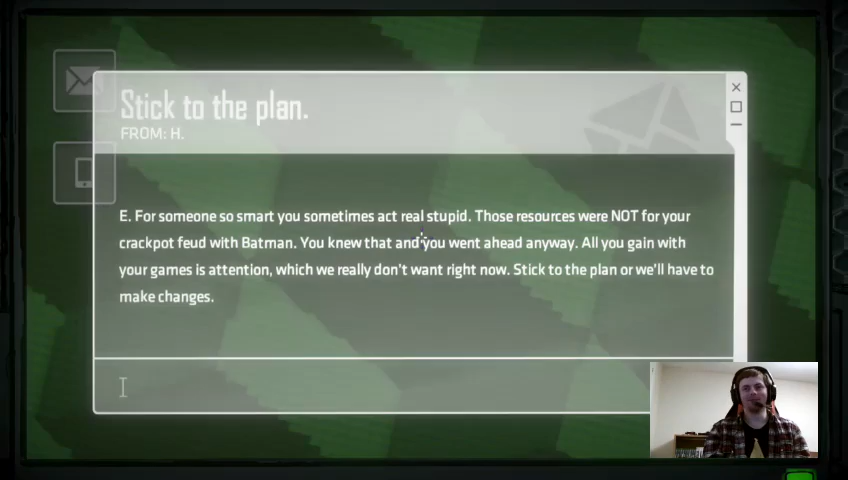 Stick to the plan.
FROM: H.
E. For someone so smart you sometimes act real stupid. Those resources were NOT for your
crackpot feud with Batman. You knew that and you went ahead anyway. All you gain with
your games is attention, which we really don't want right now. Stick to the plan or we'll have to
make changes.